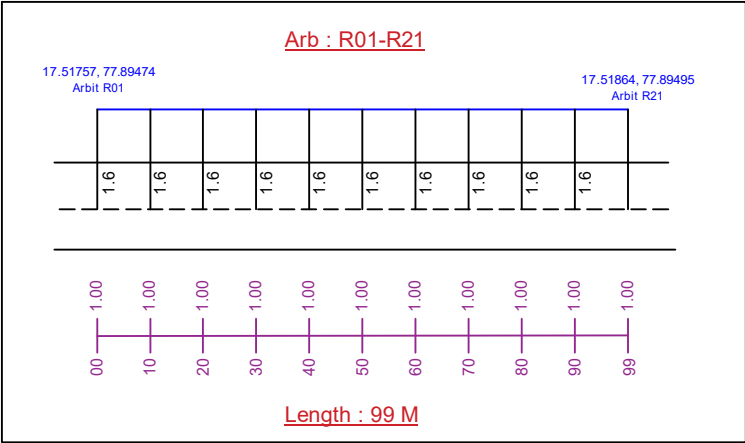 Arb : R01-R21
17.51757, 77.89474
Arbit R01
17.51864, 77.89495
Arbit R21
1.6 1.6 1.6 1.6 1.6 1.6 1.6 1.6 1.6 1.6
1.00 1.00 1.00 1.00 1.00 1.00 1.00 1.00 1.00 1.00 1.00
00 10 20 30 40 50 60 70 80 90 99
Length : 99 M